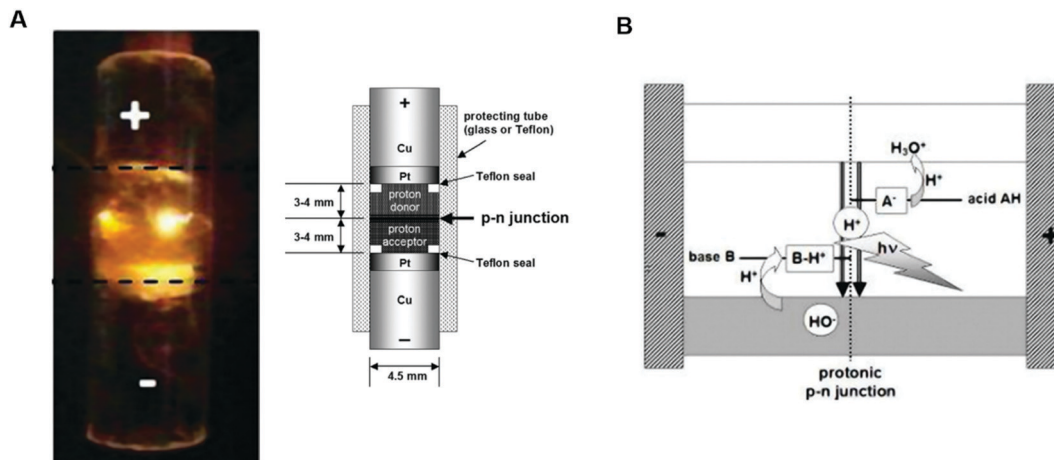 A
+
-
+
Cu
Pt
proton
donor
proton
acceptor
Pt
Cu
–
3-4 mm
3-4 mm
4.5 mm
protecting tube
(glass or Teflon)
Teflon seal
p-n junction
Teflon seal
B
H₃O⁺
H⁺
A⁻
acid AH
H⁺
-
+
hν
base B
B-H⁺
H⁺
HO⁻
protonic
p-n junction